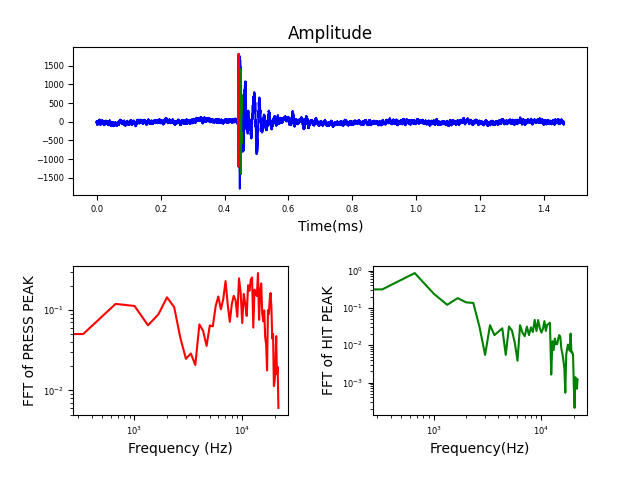 Amplitude
1500
1000
500
0
−500
−1000
−1500
0.0 0.2 0.4 0.6 0.8 1.0 1.2 1.4
Time(ms)
FFT of PRESS PEAK
10⁻¹
10⁻²
10³ 10⁴
Frequency (Hz)
FFT of HIT PEAK
10⁰
10⁻¹
10⁻²
10⁻³
10³ 10⁴
Frequency(Hz)